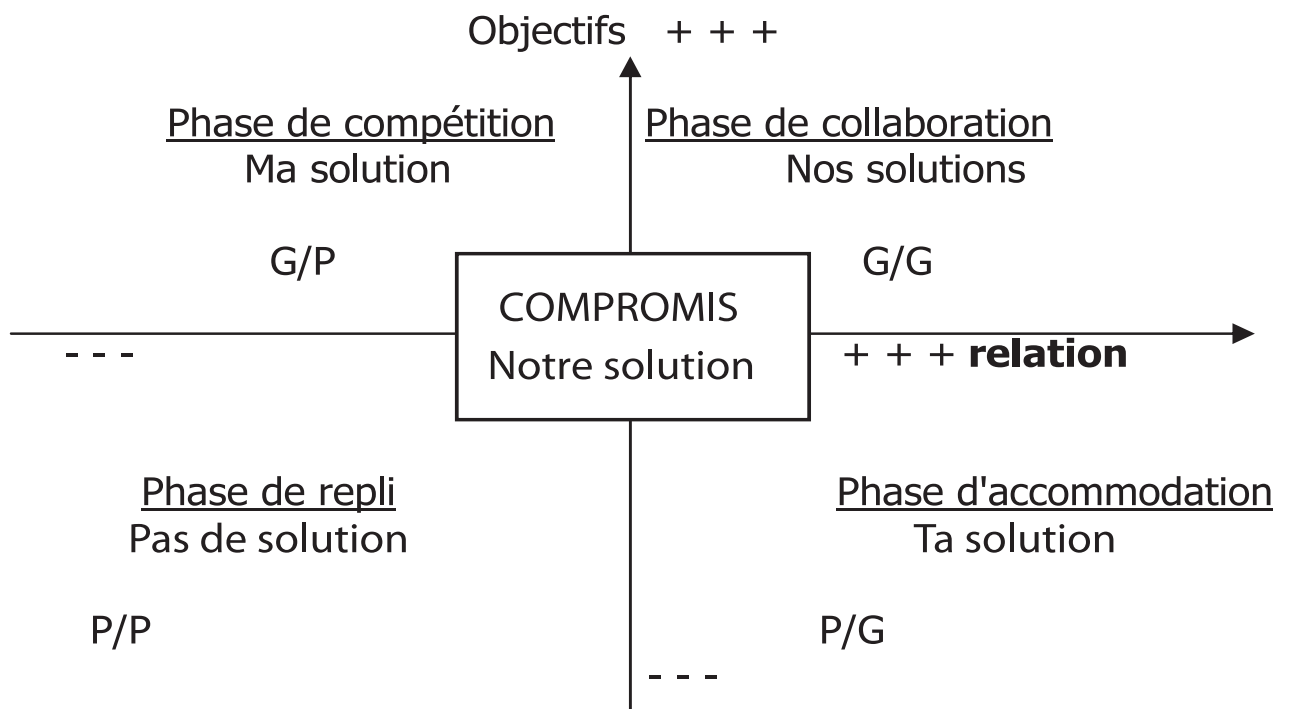 Objectifs + + +
Phase de compétition
Ma solution
G/P
Phase de collaboration
Nos solutions
G/G
COMPROMIS
Notre solution
- - -
+ + + relation
Phase de repli
Pas de solution
P/P
Phase d'accommodation
Ta solution
P/G
- - -